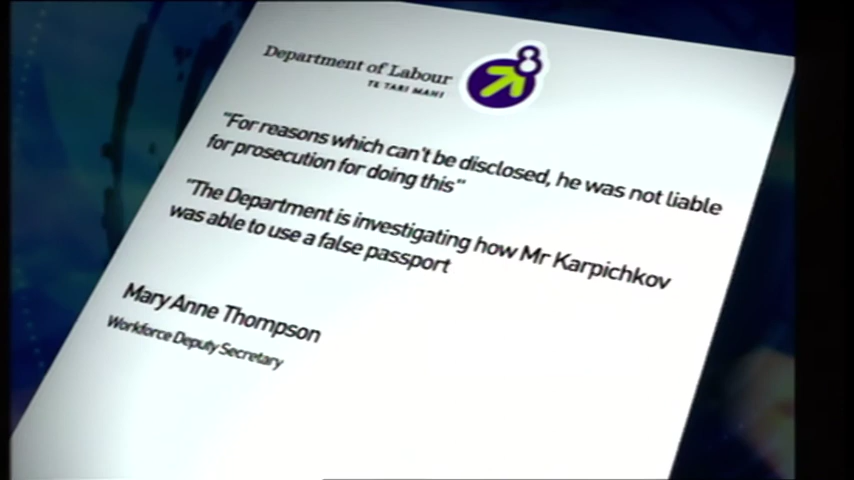 Department of Labour
TE TARI MAHI
"For reasons which can't be disclosed, he was not liable
for prosecution for doing this"
"The Department is investigating how Mr Karpichkov
was able to use a false passport
Mary Anne Thompson
Workforce Deputy Secretary